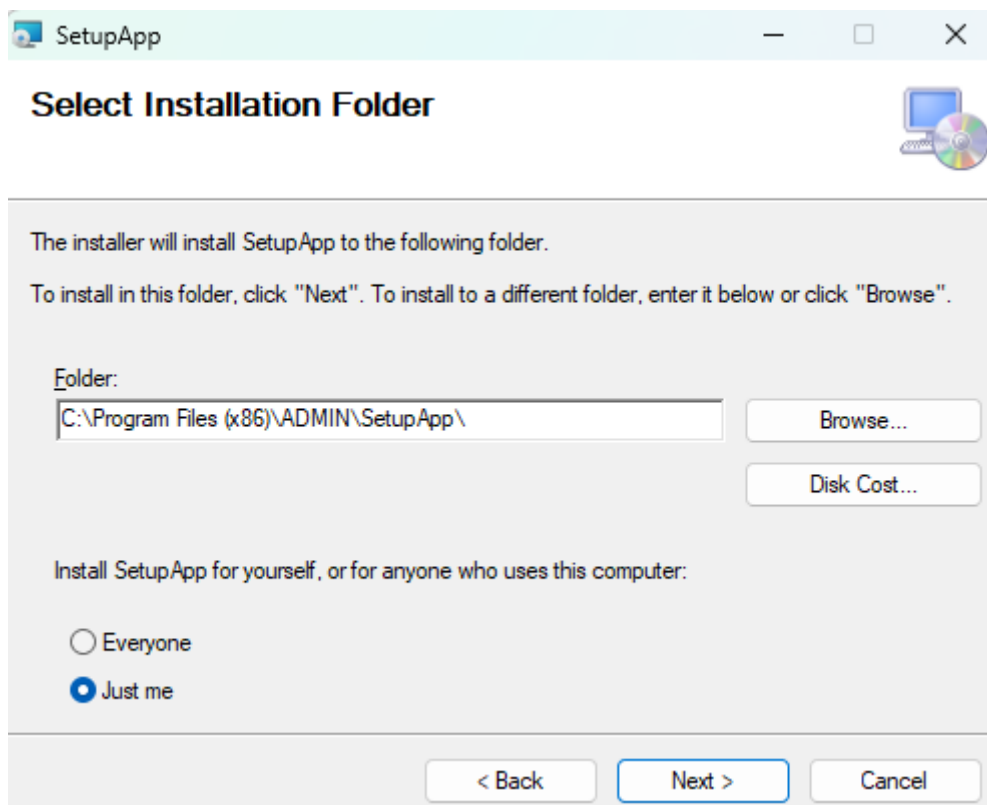 SetupApp
Select Installation Folder
The installer will install SetupApp to the following folder.
To install in this folder, click "Next". To install to a different folder, enter it below or click "Browse".
Folder:
C:\Program Files (x86)\ADMIN\SetupApp\
Browse...
Disk Cost...
Install SetupApp for yourself, or for anyone who uses this computer:
Everyone
Just me
< Back
Next >
Cancel